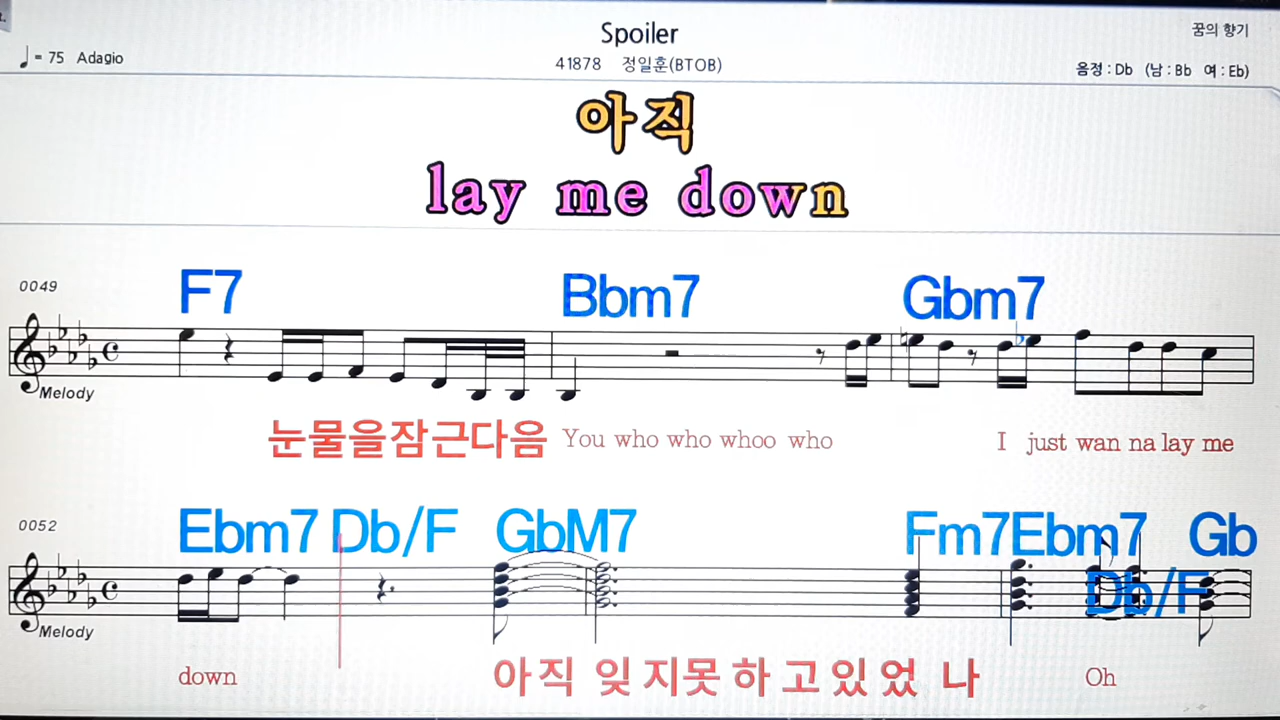 Spoiler
꿈의 향기
♩ = 75 Adagio
41878 정일훈(BTOB)
음정 : Db (남 : Bb 여 : Eb)
아직
lay me down
0049
F7 Bbm7 Gbm7
Melody
눈물을잠근다음 You who who whoo who I just wan na lay me
0052
Ebm7 Db/F GbM7 Fm7 Ebm7 Gb
Db/F
Melody
down 아직 잊지못하고있었 나 Oh